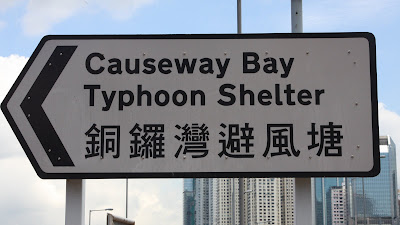 Causeway Bay
Typhoon Shelter
銅鑼灣避風塘